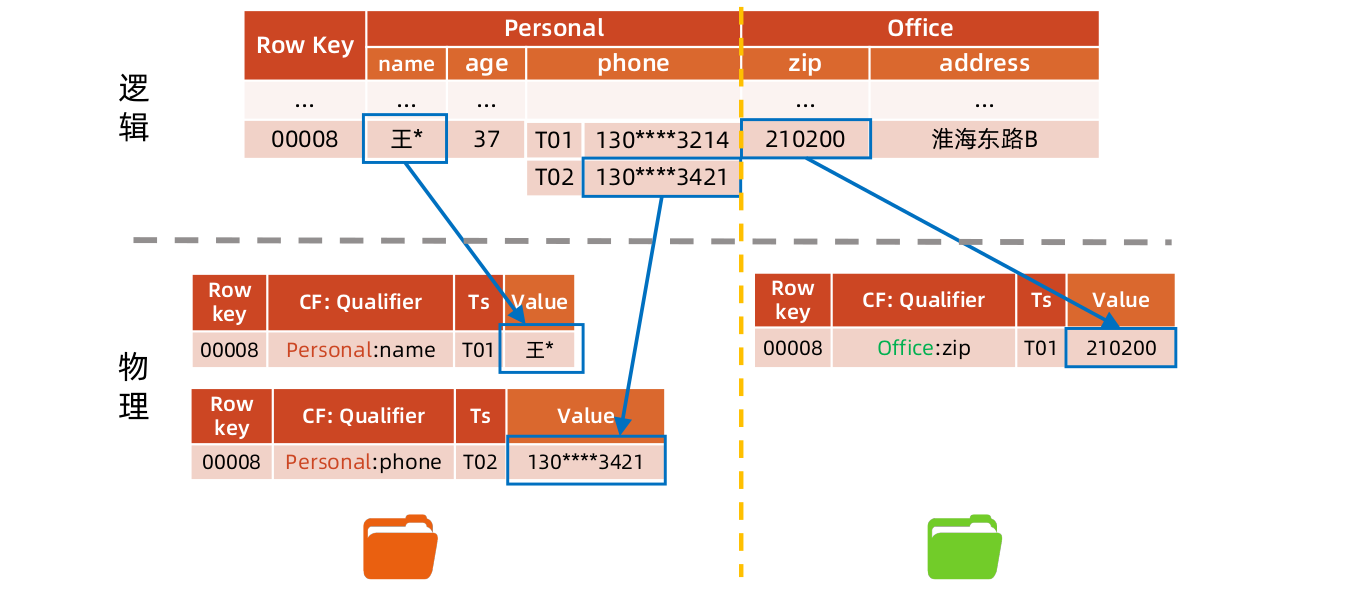 Row Key Personal Office
name age phone zip address
逻辑
... ... ... ... ...
00008 王* 37 T01 130****3214 210200 淮海东路B
T02 130****3421
物理
Row key CF: Qualifier Ts Value
00008 Personal:name T01 王*
Row key CF: Qualifier Ts Value
00008 Personal:phone T02 130****3421
Row key CF: Qualifier Ts Value
00008 Office:zip T01 210200